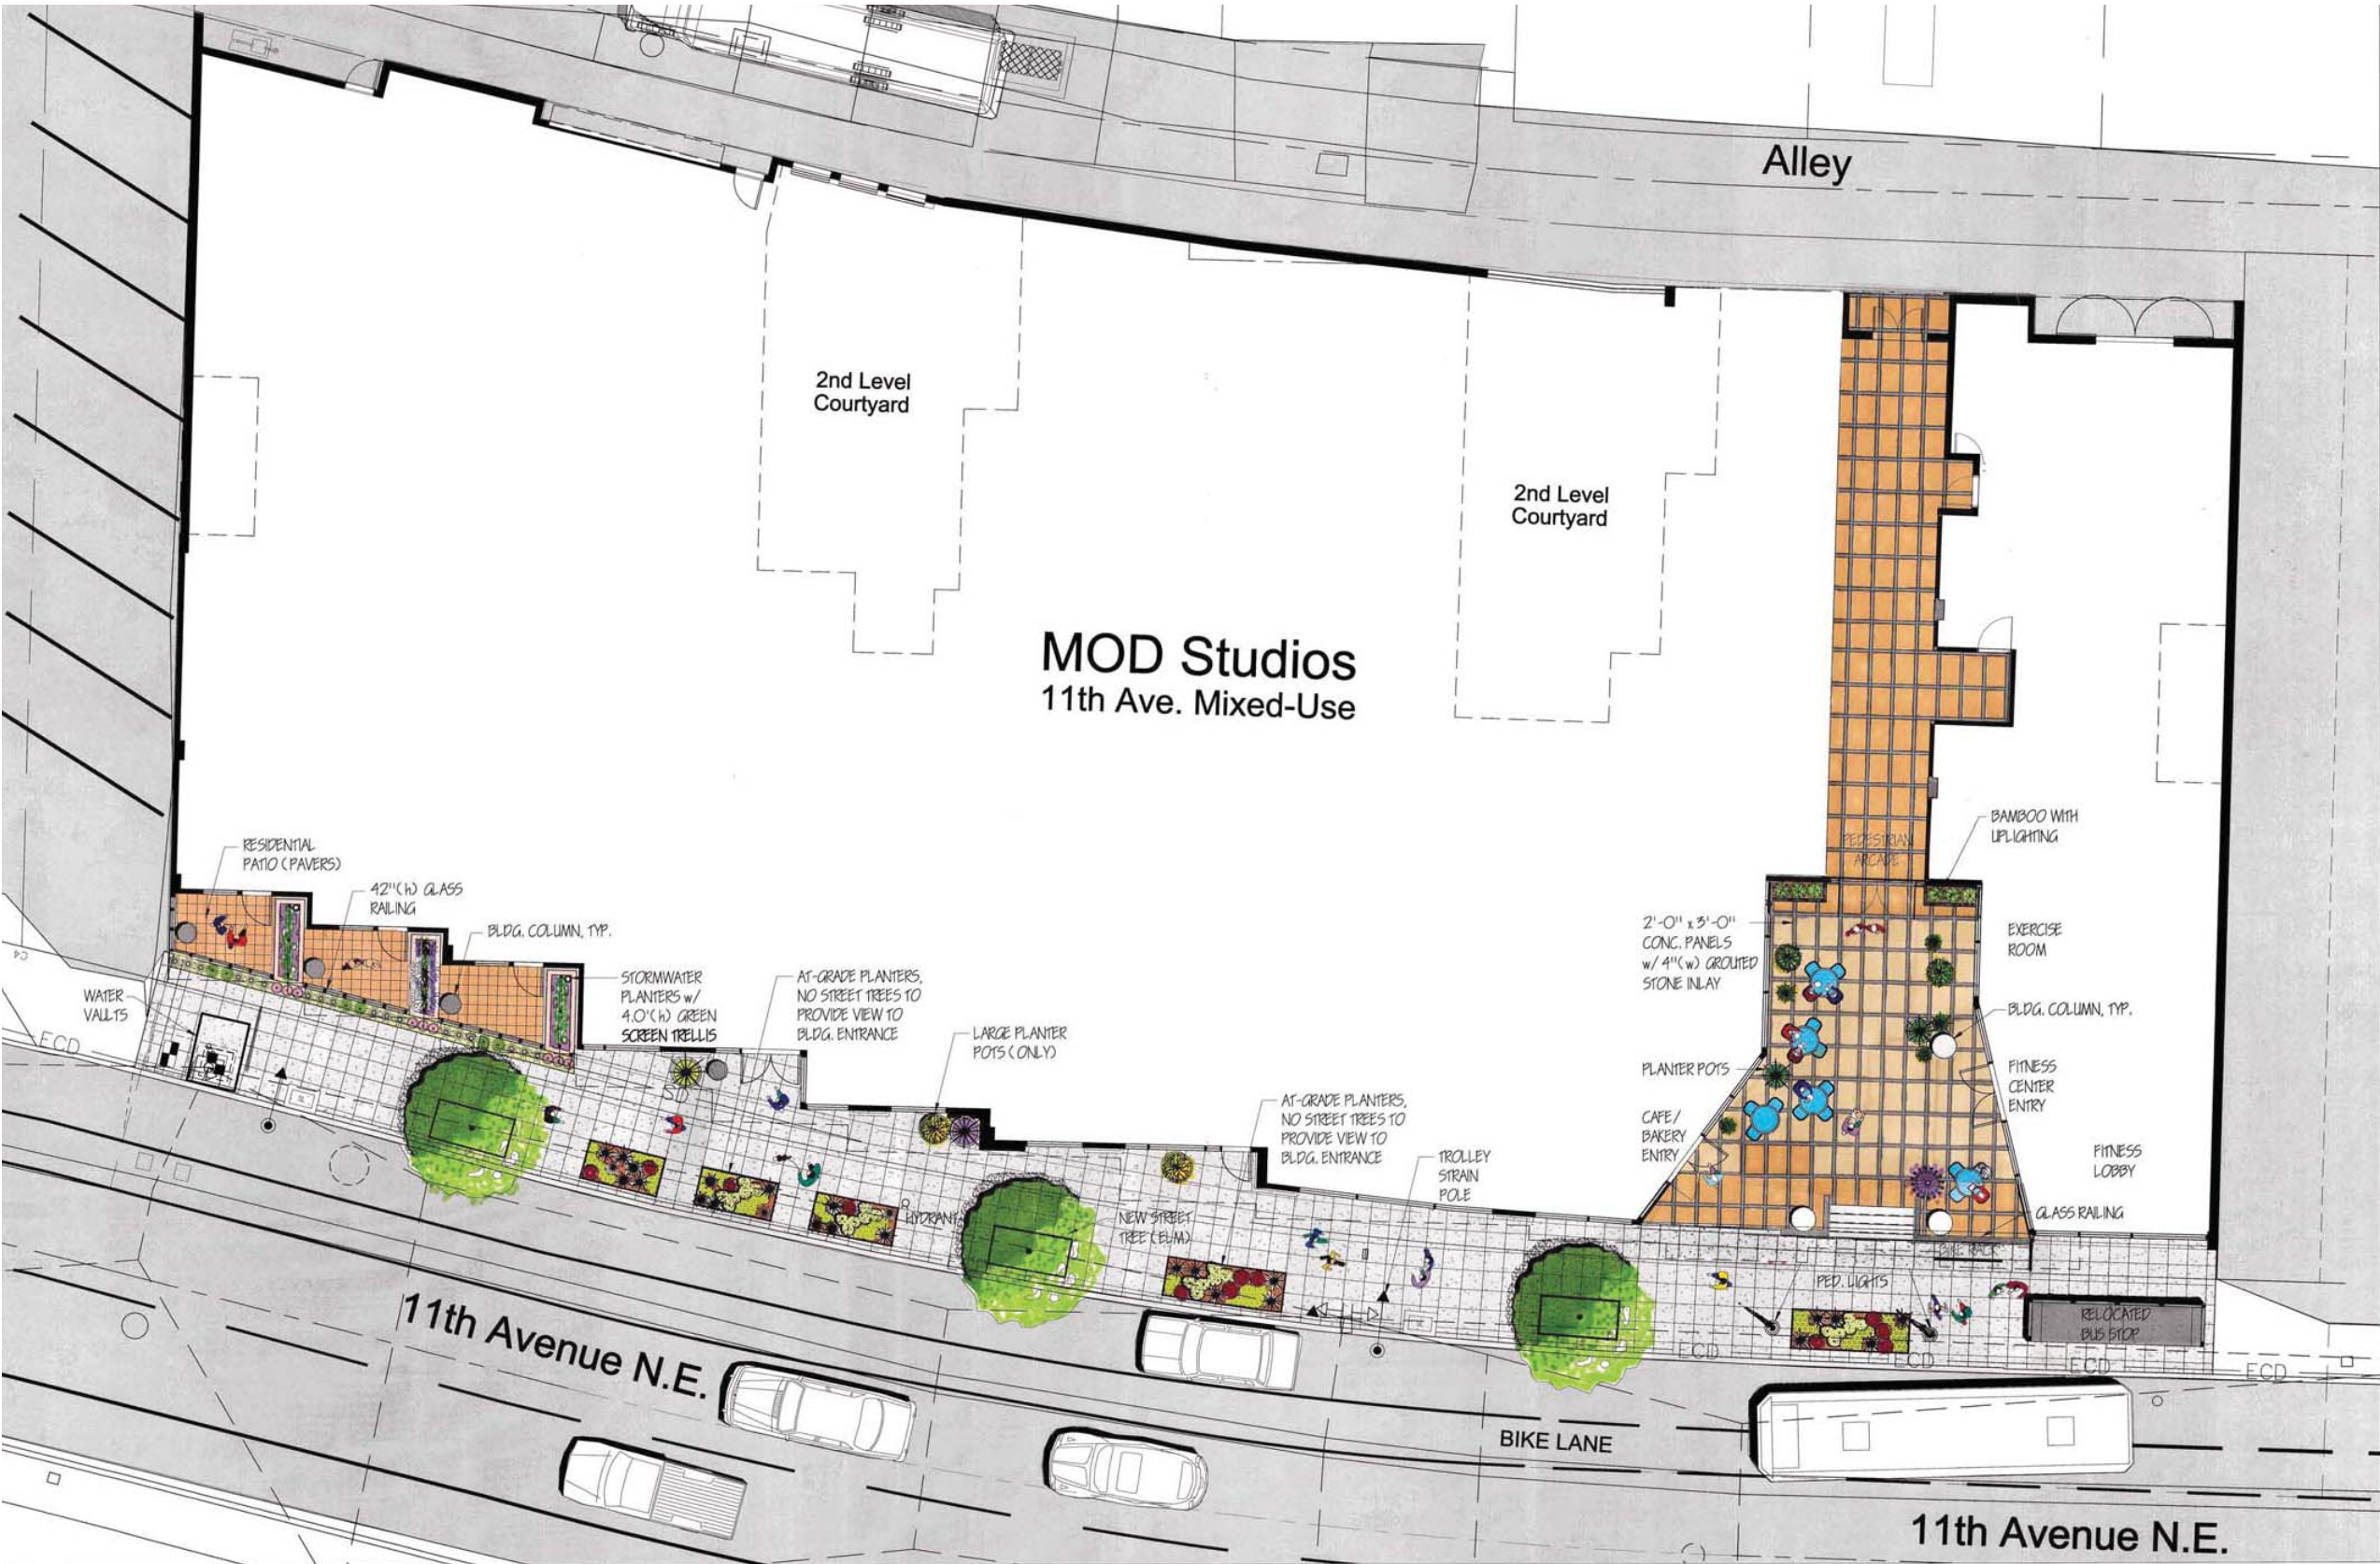 Alley
2nd Level
Courtyard
2nd Level
Courtyard
MOD Studios
11th Ave. Mixed-Use
RESIDENTIAL
PATIO (PAVERS)
42"(h) GLASS
RAILING
BLDG. COLUMN, TYP.
STORMWATER
PLANTERS w/
4.0'(h) GREEN
SCREEN TRELLIS
AT-GRADE PLANTERS,
NO STREET TREES TO
PROVIDE VIEW TO
BLDG. ENTRANCE
LARGE PLANTER
POTS (ONLY)
WATER
VAULTS
ECD
HYDRANT
NEW STREET
TREE (ELM)
AT-GRADE PLANTERS,
NO STREET TREES TO
PROVIDE VIEW TO
BLDG. ENTRANCE
TROLLEY
STRAIN
POLE
PEDESTRIAN
ARCADE
BAMBOO WITH
UPLIGHTING
2'-0" x 3'-0"
CONC. PANELS
w/ 4"(w) GROUTED
STONE INLAY
EXERCISE
ROOM
BLDG. COLUMN, TYP.
PLANTER POTS
FITNESS
CENTER
ENTRY
CAFE/
BAKERY
ENTRY
FITNESS
LOBBY
GLASS RAILING
BIKE RACK
PED. LIGHTS
RELOCATED
BUS STOP
ECD
ECD
ECD
ECD
11th Avenue N.E.
BIKE LANE
11th Avenue N.E.